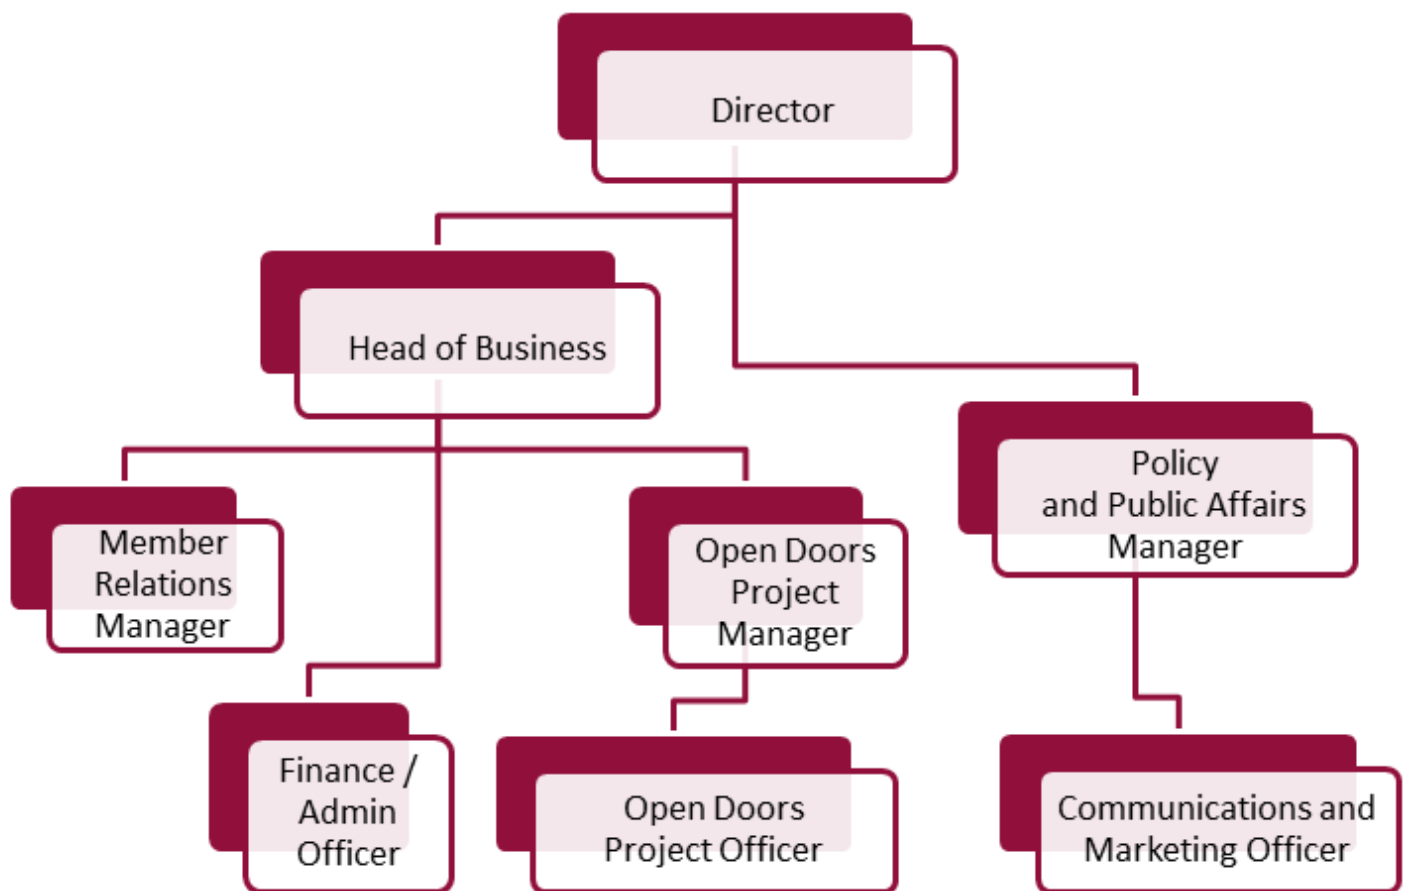 Director
Head of Business
Policy
and Public Affairs
Manager
Member
Relations
Manager
Open Doors
Project
Manager
Finance /
Admin
Officer
Open Doors
Project Officer
Communications and
Marketing Officer